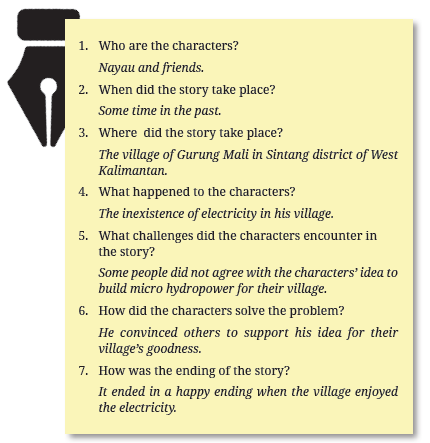 1. Who are the characters?
Nayau and friends.
2. When did the story take place?
Some time in the past.
3. Where did the story take place?
The village of Gurung Mali in Sintang district of West
Kalimantan.
4. What happened to the characters?
The inexistence of electricity in his village.
5. What challenges did the characters encounter in
the story?
Some people did not agree with the characters' idea to
build micro hydropower for their village.
6. How did the characters solve the problem?
He convinced others to support his idea for their
village's goodness.
7. How was the ending of the story?
It ended in a happy ending when the village enjoyed
the electricity.